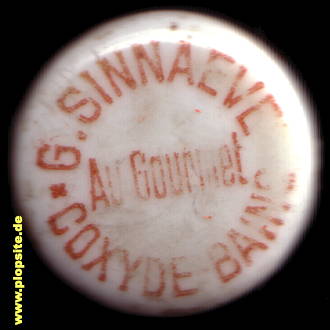 G. SINNAEVE
Au Gourmet
COXYDE BAINS
www.plopsite.de